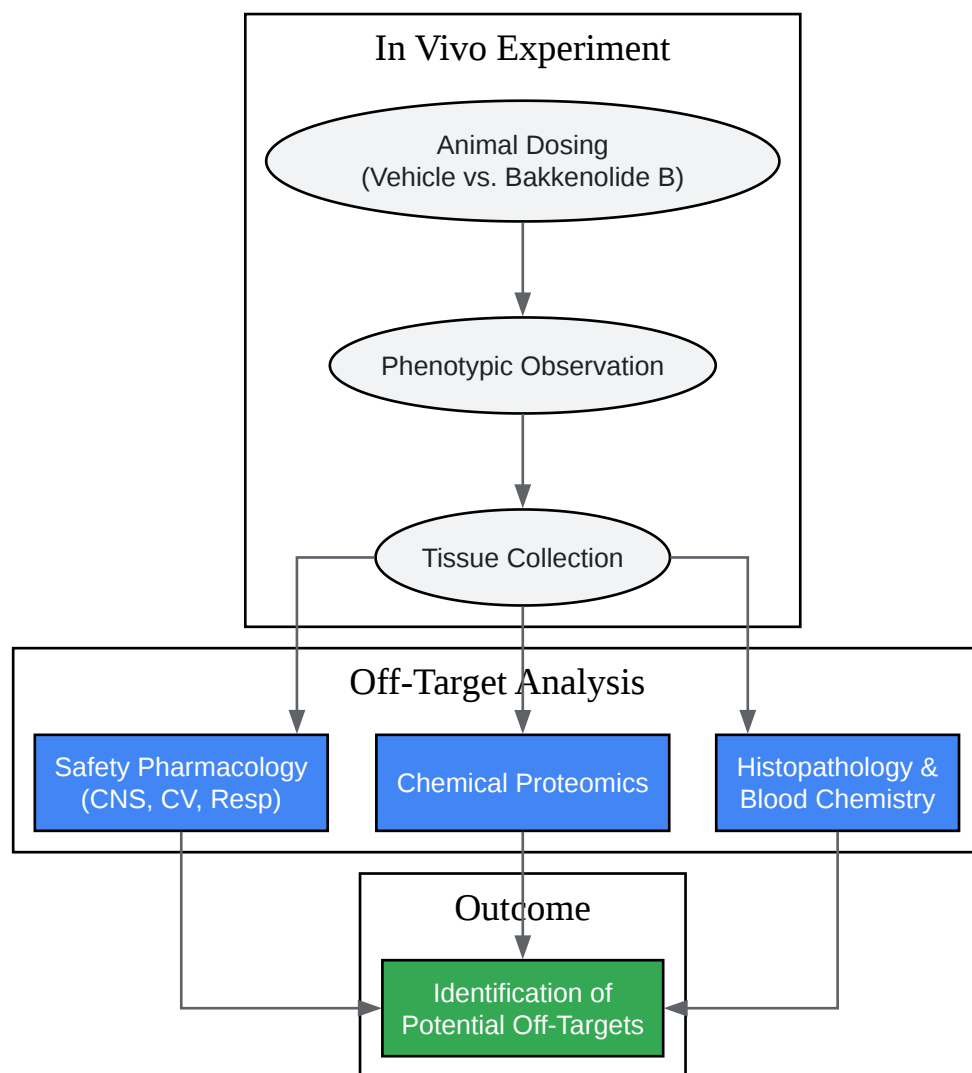 In Vivo Experiment
Animal Dosing
(Vehicle vs. Bakkenolide B)
Phenotypic Observation
Tissue Collection
Off-Target Analysis
Safety Pharmacology
(CNS, CV, Resp)
Chemical Proteomics
Histopathology &
Blood Chemistry
Outcome
Identification of
Potential Off-Targets